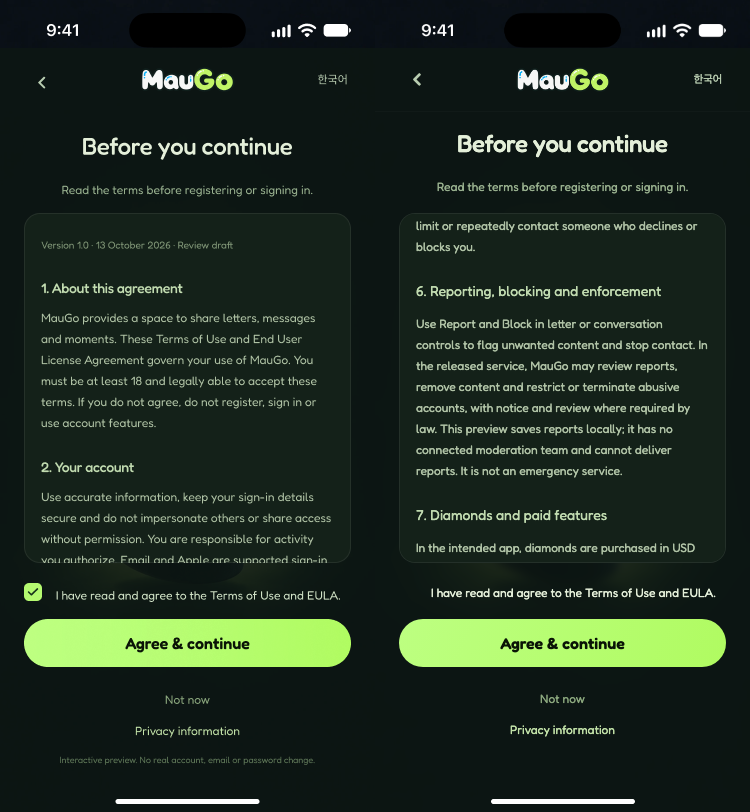 9:41
MauGo
한국어
Before you continue
Read the terms before registering or signing in.
Version 1.0 · 13 October 2026 · Review draft
1. About this agreement
MauGo provides a space to share letters, messages
and moments. These Terms of Use and End User
License Agreement govern your use of MauGo. You
must be at least 18 and legally able to accept these
terms. If you do not agree, do not register, sign in or
use account features.
2. Your account
Use accurate information, keep your sign-in details
secure and do not impersonate others or share access
without permission. You are responsible for activity
you authorize. Email and Apple are supported sign-in
I have read and agree to the Terms of Use and EULA.
Agree & continue
Not now
Privacy information
Interactive preview. No real account, email or password change.
9:41
MauGo
한국어
Before you continue
Read the terms before registering or signing in.
limit or repeatedly contact someone who declines or
blocks you.
6. Reporting, blocking and enforcement
Use Report and Block in letter or conversation
controls to flag unwanted content and stop contact. In
the released service, MauGo may review reports,
remove content and restrict or terminate abusive
accounts, with notice and review where required by
law. This preview saves reports locally; it has no
connected moderation team and cannot deliver
reports. It is not an emergency service.
7. Diamonds and paid features
In the intended app, diamonds are purchased in USD
I have read and agree to the Terms of Use and EULA.
Agree & continue
Not now
Privacy information